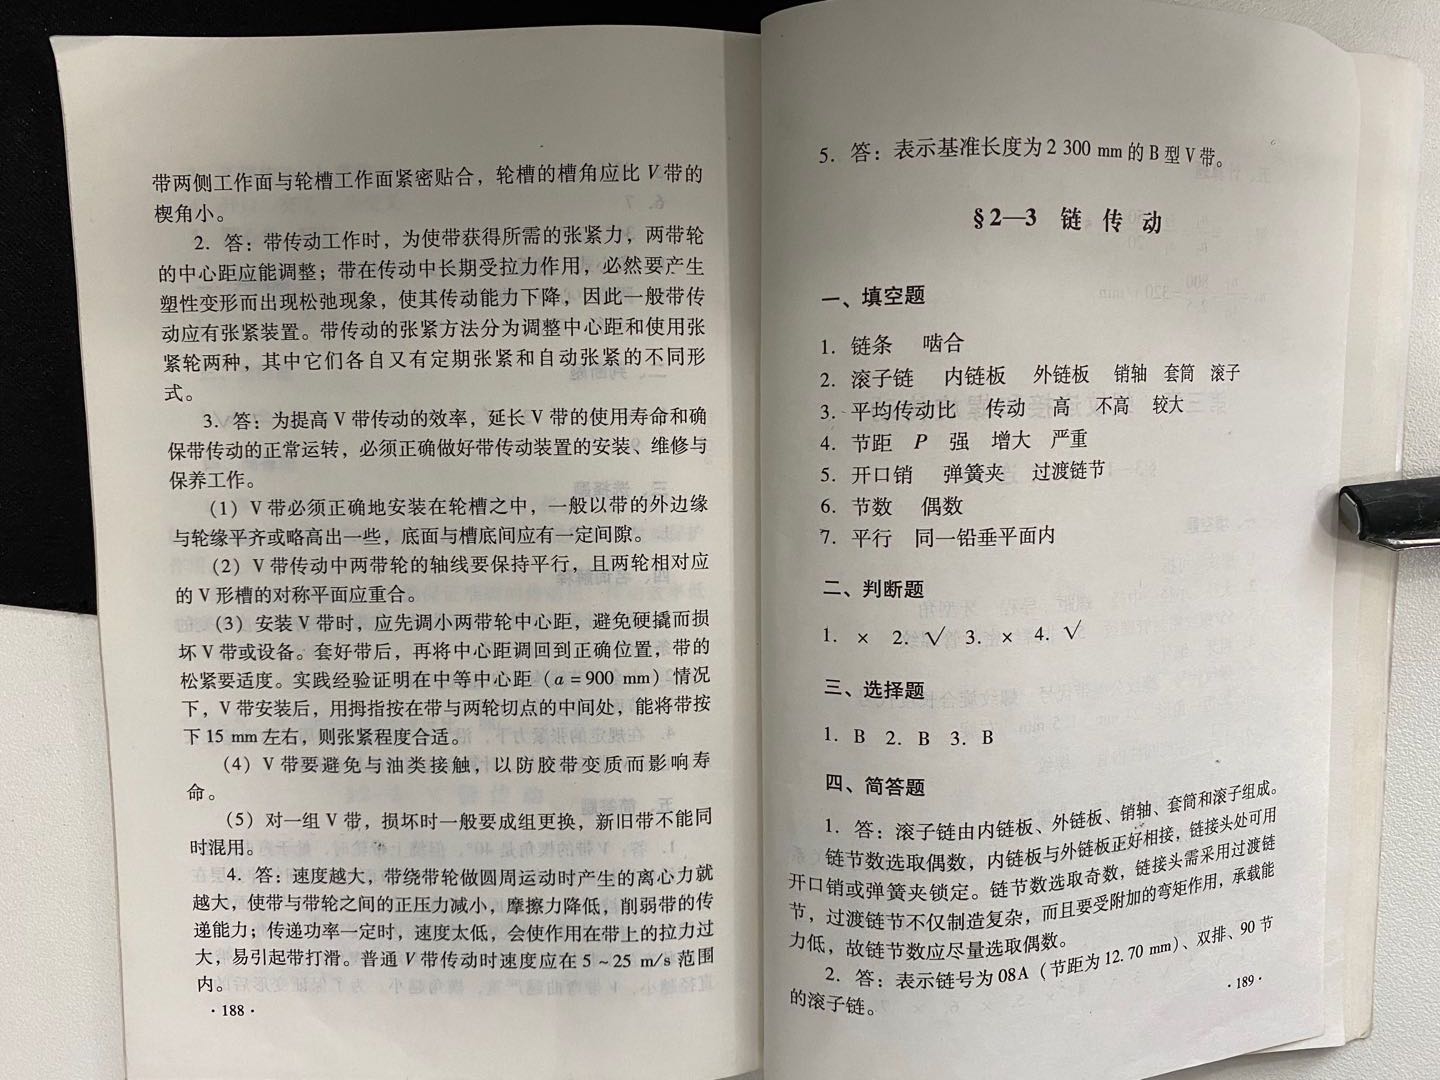 带两侧工作面与轮槽工作面紧密贴合，轮槽的槽角应比 V 带的
楔角小。
2．答：带传动工作时，为使带获得所需的张紧力，两带轮
的中心距应能调整；带在传动中长期受拉力作用，必然要产生
塑性变形而出现松弛现象，使其传动能力下降，因此一般带传
动应有张紧装置。带传动的张紧方法分为调整中心距和使用张
紧轮两种，其中它们各自又有定期张紧和自动张紧的不同形
式。
3．答：为提高 V 带传动的效率，延长 V 带的使用寿命和确
保带传动的正常运转，必须正确做好带传动装置的安装、维修与
保养工作。
（1）V 带必须正确地安装在轮槽之中，一般以带的外边缘
与轮缘平齐或略高出一些，底面与槽底间应有一定间隙。
（2）V 带传动中两带轮的轴线要保持平行，且两轮相对应
的 V 形槽的对称平面应重合。
（3）安装 V 带时，应先调小两带轮中心距，避免硬撬而损
坏 V 带或设备。套好带后，再将中心距调回到正确位置，带的
松紧要适度。实践经验证明在中等中心距（a = 900 mm）情况
下，V 带安装后，用拇指按在带与两轮切点的中间处，能将带按
下 15 mm 左右，则张紧程度合适。
（4）V 带要避免与油类接触，以防胶带变质而影响寿
命。
（5）对一组 V 带，损坏时一般要成组更换，新旧带不能同
时混用。
4．答：速度越大，带绕带轮做圆周运动时产生的离心力就
越大，使带与带轮之间的正压力减小，摩擦力降低，削弱带的传
递能力；传递功率一定时，速度太低，会使作用在带上的拉力过
大，易引起带打滑。普通 V 带传动时速度应在 5 ~ 25 m/s 范围
内。
· 188 ·
5．答：表示基准长度为 2 300 mm 的 B 型 V 带。
§2—3 链 传 动
一、填空题
1．链条 啮合
2．滚子链 内链板 外链板 销轴 套筒 滚子
3．平均传动比 传动 高 不高 较大
4．节距 P 强 增大 严重
5．开口销 弹簧夹 过渡链节
6．节数 偶数
7．平行 同一铅垂平面内
二、判断题
1．× 2．√ 3．× 4．√
三、选择题
1．B 2．B 3．B
四、简答题
1．答：滚子链由内链板、外链板、销轴、套筒和滚子组成。
链节数选取偶数，内链板与外链板正好相接，链接头处可用
开口销或弹簧夹锁定。链节数选取奇数，链接头需采用过渡链
节，过渡链节不仅制造复杂，而且要受附加的弯矩作用，承载能
力低，故链节数应尽量选取偶数。
2．答：表示链号为 08A（节距为 12.70 mm）、双排、90 节
的滚子链。
· 189 ·